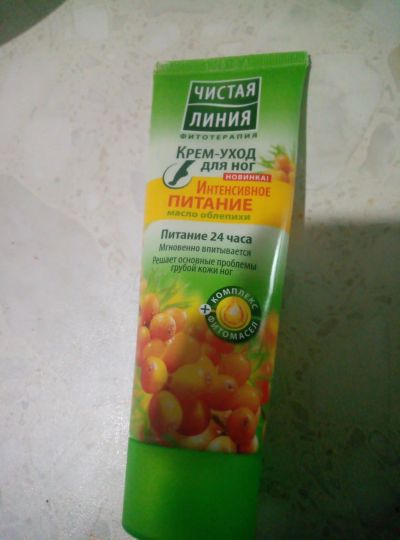 ЧИСТАЯ
ЛИНИЯ
ФИТОТЕРАПИЯ
КРЕМ-УХОД
ДЛЯ НОГ
НОВИНКА!
ИНТЕНСИВНОЕ
ПИТАНИЕ
масло облепихи
Питание 24 часа
Мгновенно впитывается
Решает основные проблемы
грубой кожи ног
+ КОМПЛЕКС
ФИТОМАСЕЛ